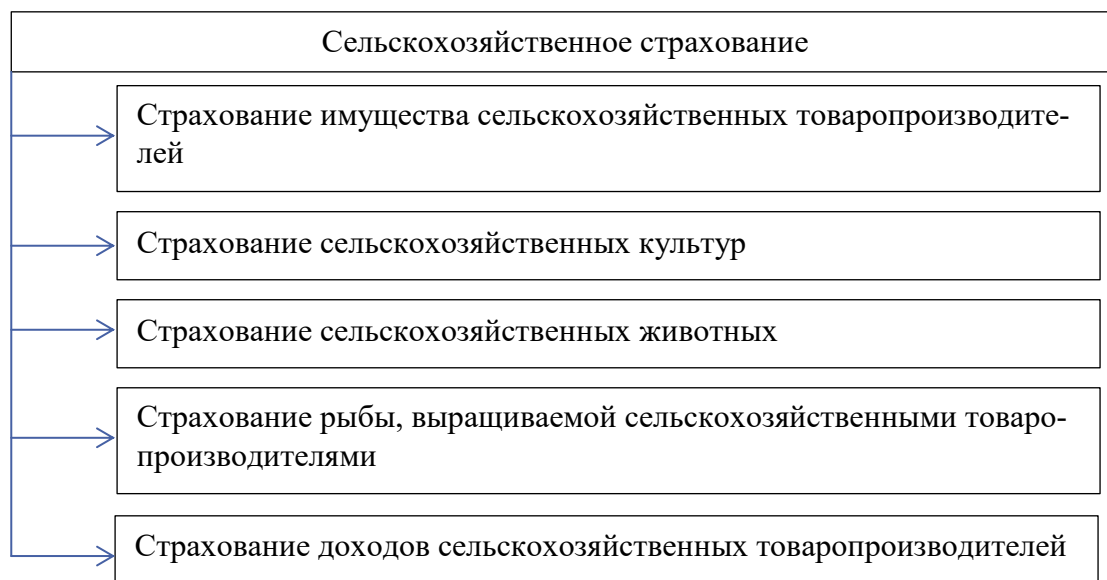 Сельскохозяйственное страхование
Страхование имущества сельскохозяйственных товаропроизводите-
лей
Страхование сельскохозяйственных культур
Страхование сельскохозяйственных животных
Страхование рыбы, выращиваемой сельскохозяйственными товаро-
производителями
Страхование доходов сельскохозяйственных товаропроизводителей